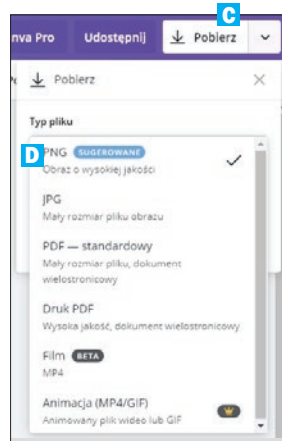 C
nva Pro Udostępnij Pobierz
Pobierz
Typ pliku
D
PNG SUGEROWANE
Obraz o wysokiej jakości
JPG
Mały rozmiar pliku obrazu
PDF — standardowy
Mały rozmiar pliku, dokument
wielostronicowy
Druk PDF
Wysoka jakość, dokument wielostronicowy
Film BETA
MP4
Animacja (MP4/GIF)
Animowany plik wideo lub GIF